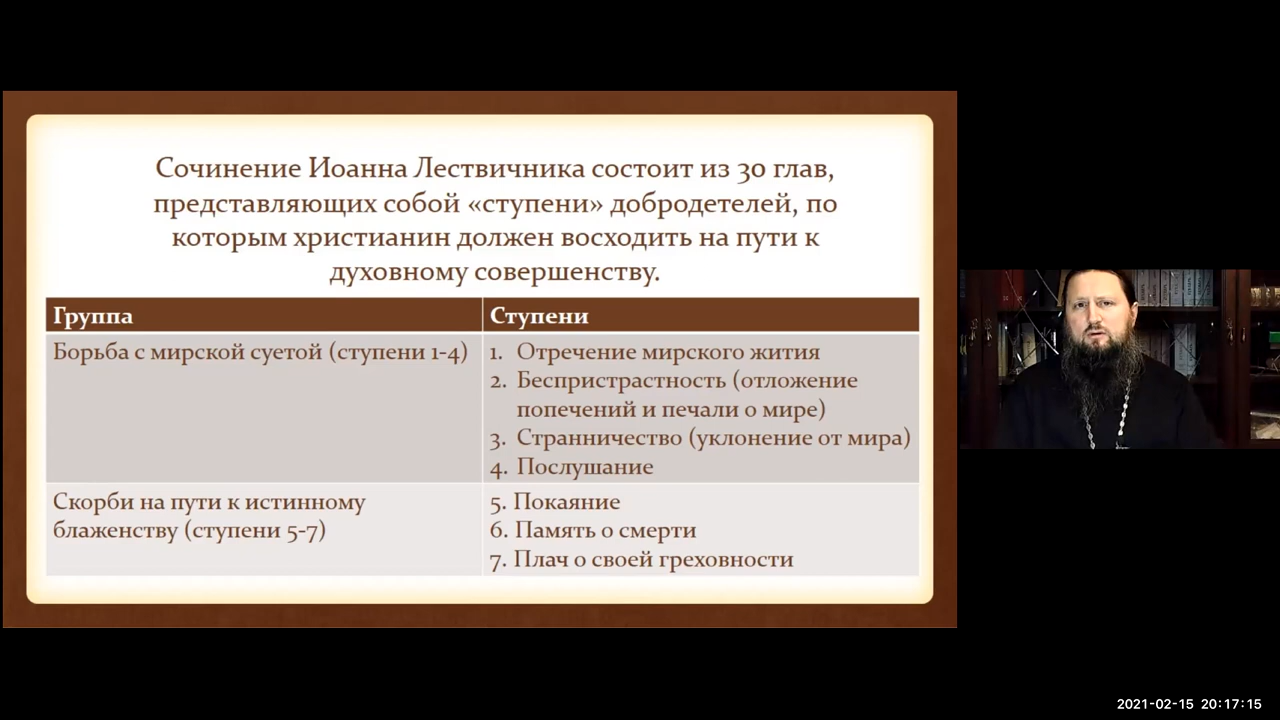 Сочинение Иоанна Лествичника состоит из 30 глав,
представляющих собой «ступени» добродетелей, по
которым христианин должен восходить на пути к
духовному совершенству.
Группа
Ступени
Борьба с мирской суетой (ступени 1-4)
1. Отречение мирского жития
2. Беспристрастность (отложение
попечений и печали о мире)
3. Странничество (уклонение от мира)
4. Послушание
Скорби на пути к истинному
блаженству (ступени 5-7)
5. Покаяние
6. Память о смерти
7. Плач о своей греховности
2021-02-15 20:17:15